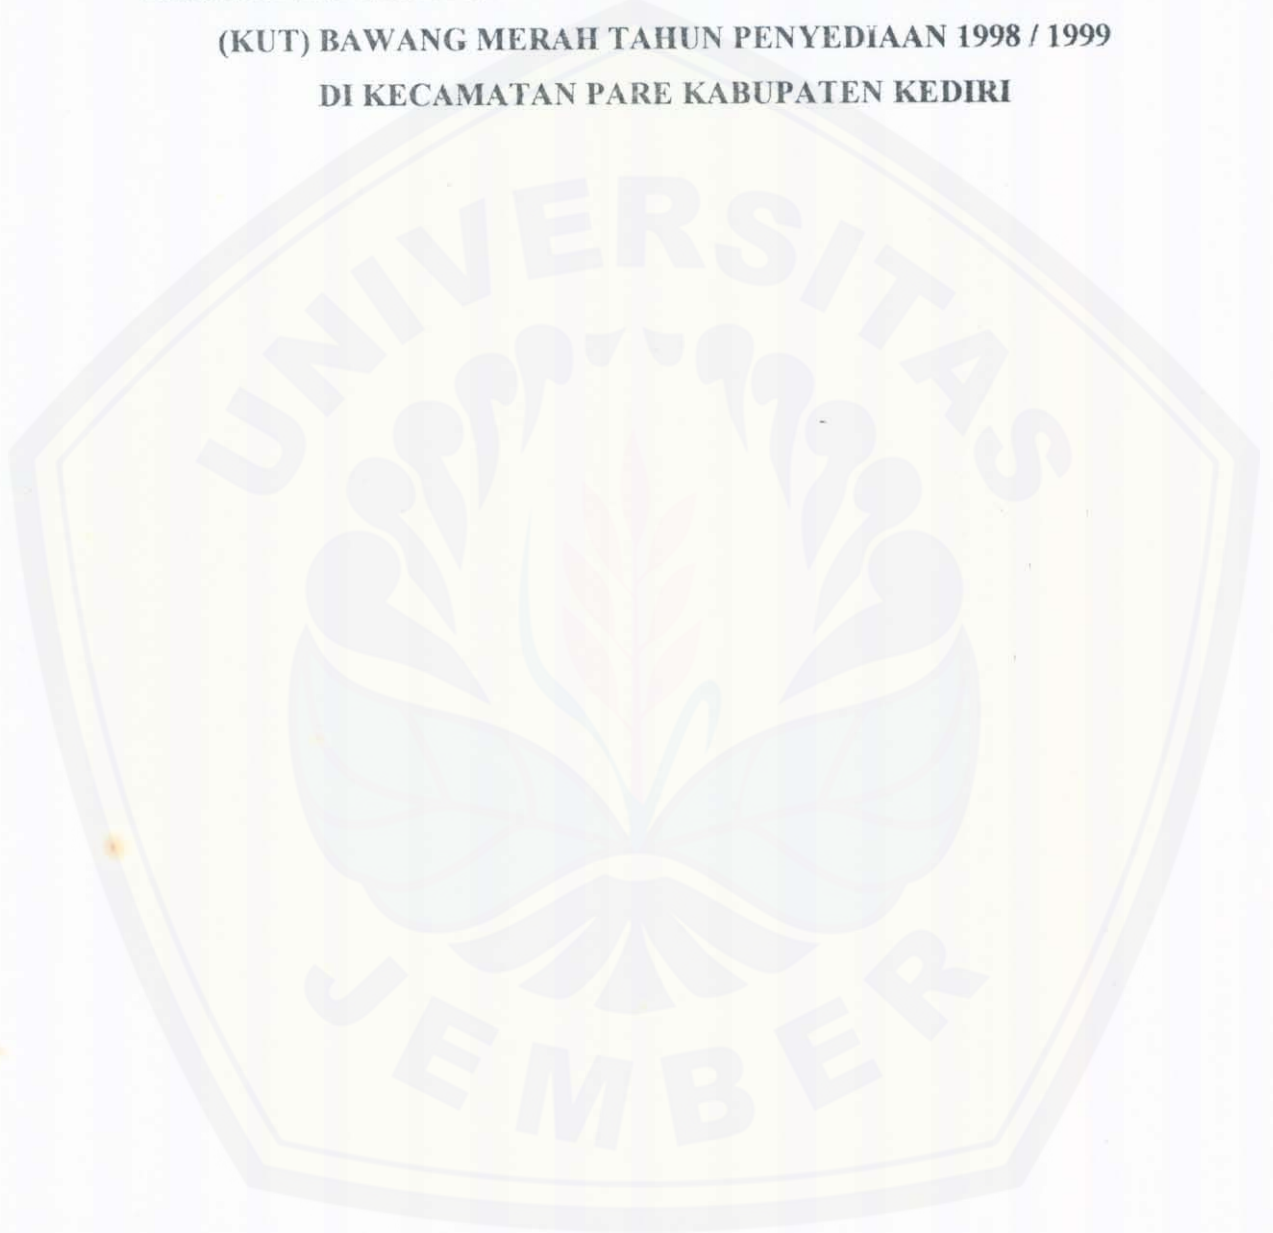 (KUT) BAWANG MERAH TAHUN PENYEDIAAN 1998 / 1999
DI KECAMATAN PARE KABUPATEN KEDIRI
UNIVERSITAS
JEMBER